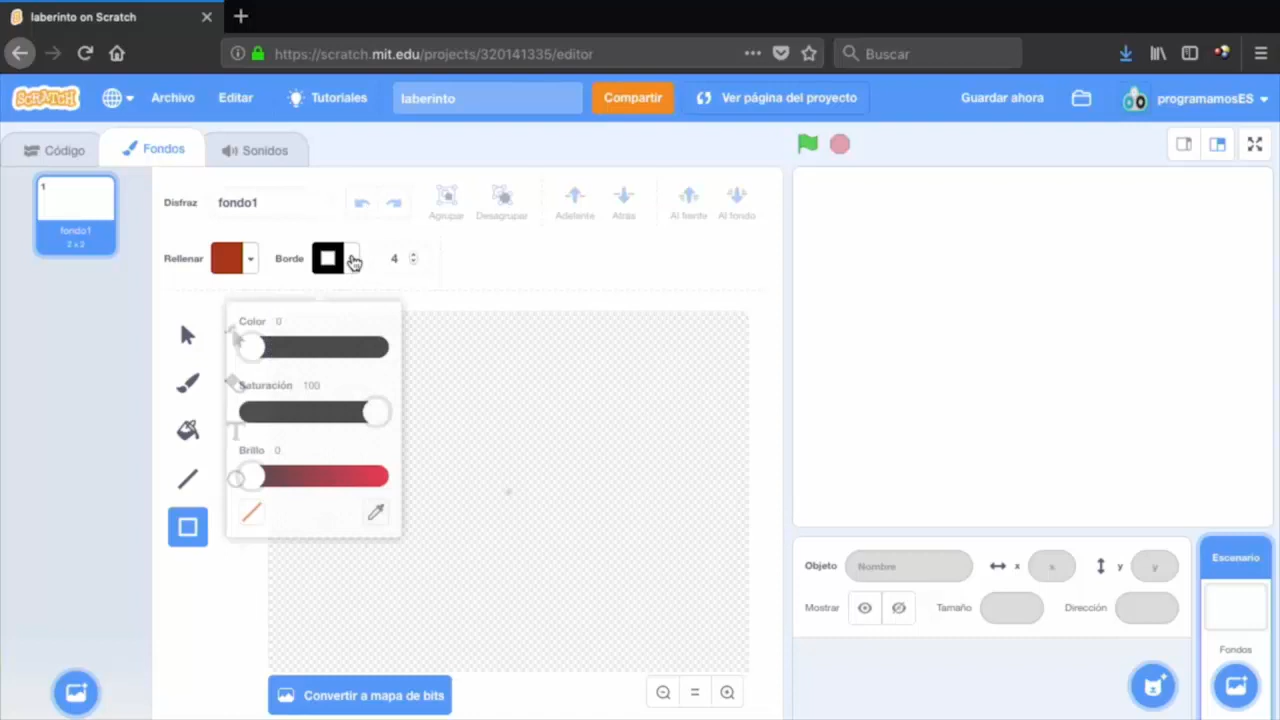 laberinto on Scratch
https://scratch.mit.edu/projects/320141335/editor
Buscar
SCRATCH
Archivo
Editar
Tutoriales
laberinto
Compartir
Ver página del proyecto
Guardar ahora
programamosES
Código
Fondos
Sonidos
1
fondo1
2 x 2
Disfraz
fondo1
Agrupar
Desagrupar
Adelante
Atrás
Al frente
Al fondo
Rellenar
Borde
4
Color 0
Saturación 100
Brillo 0
T
Convertir a mapa de bits
Objeto
Nombre
x
x
y
y
Mostrar
Tamaño
Dirección
Escenario
Fondos